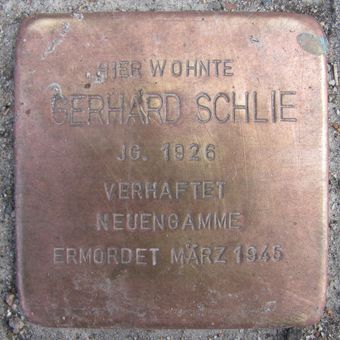 HIER WOHNTE
GERHARD SCHLIE
JG. 1926
VERHAFTET
NEUENGAMME
ERMORDET MÄRZ 1945